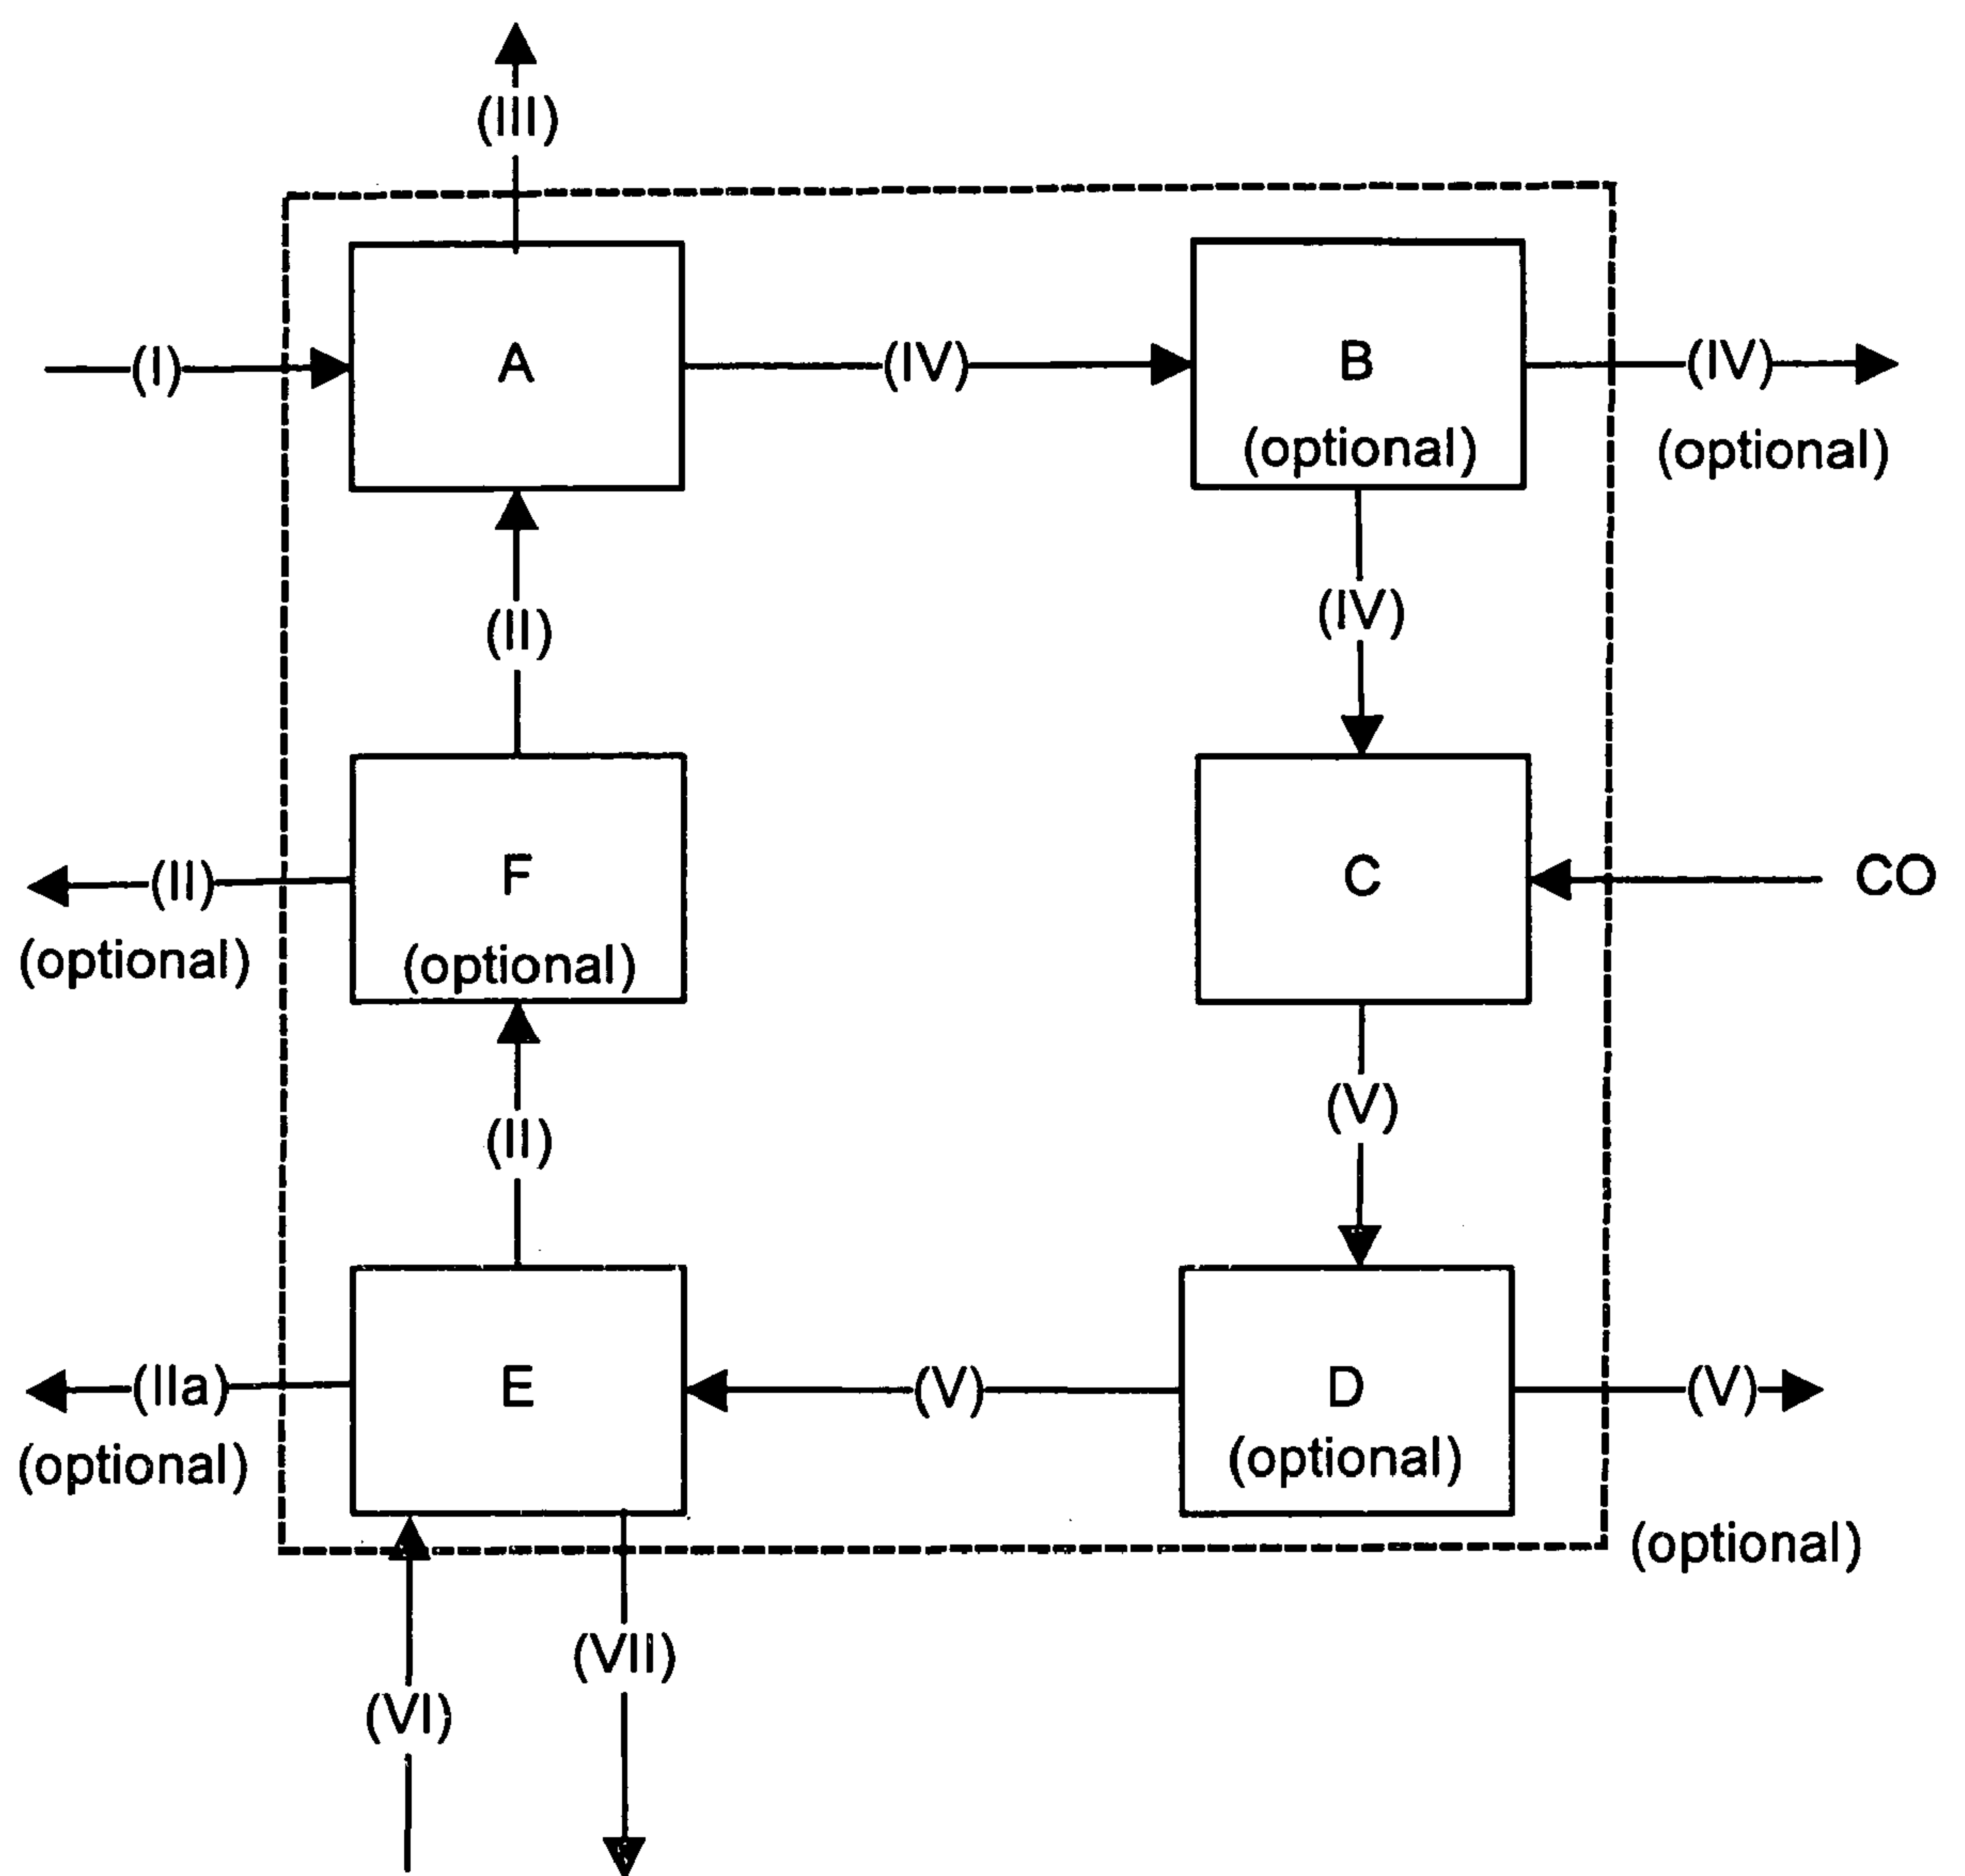 (III)
(I)
A
(IV)
B
(optional)
(IV)
(optional)
(II)
(IV)
(II)
(optional)
F
(optional)
C
CO
(II)
(V)
(IIa)
(optional)
E
(V)
D
(optional)
(V)
(optional)
(VII)
(VI)